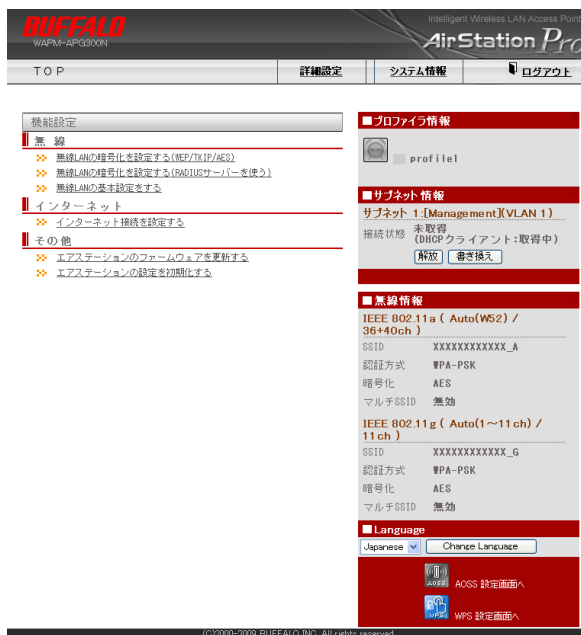 BUFFALO
WAPM-APG300N
Intelligent Wireless LAN Access Point
AirStation Pro
TOP
詳細設定
システム情報
ログアウト
機能設定
無線
無線LANの暗号化を設定する(WEP/TKIP/AES)
無線LANの暗号化を設定する(RADIUSサーバーを使う)
無線LANの基本設定をする
インターネット
インターネット接続を設定する
その他
エアステーションのファームウェアを更新する
エアステーションの設定を初期化する
■プロファイラ情報
profile1
■サブネット情報
サブネット 1:[Management](VLAN 1)
接続状態 未取得
(DHCPクライアント:取得中)
解放 書き換え
■無線情報
IEEE 802.11a ( Auto(W52) /
36+40ch )
SSID XXXXXXXXXXXX_A
認証方式 WPA-PSK
暗号化 AES
マルチSSID 無効
IEEE 802.11g ( Auto(1~11ch) /
11ch )
SSID XXXXXXXXXXXX_G
認証方式 WPA-PSK
暗号化 AES
マルチSSID 無効
■Language
Japanese Change Language
AOSS
AOSS 設定画面へ
WPS
WPS 設定画面へ
(C)2000-2009 BUFFALO INC. All rights reserved.